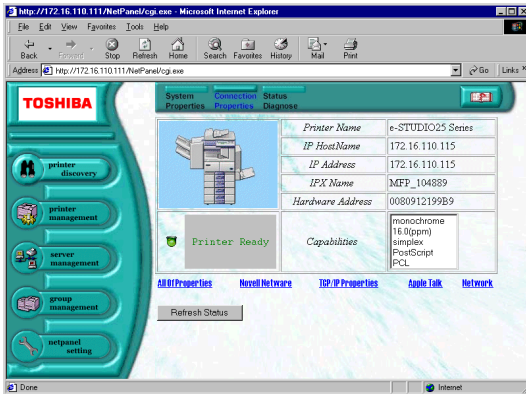 http://172.16.110.111/NetPanel/cgi.exe - Microsoft Internet Explorer
File Edit View Favorites Tools Help
Back Forward Stop Refresh Home Search Favorites History Mail Print
Address http://172.16.110.111/NetPanel/cgi.exe Go Links »
TOSHIBA
System Properties
Connection Properties
Status Diagnose
printer discovery
printer management
server management
group management
netpanel setting
Printer Name e-STUDIO25 Series
IP HostName 172.16.110.115
IP Address 172.16.110.115
IPX Name MFP_104889
Hardware Address 0080912199B9
Printer Ready
Capabilities
monochrome
16.0(ppm)
simplex
PostScript
PCL
All Of Properties Novell Netware TCP/IP Properties Apple Talk Network
Refresh Status
Done Internet